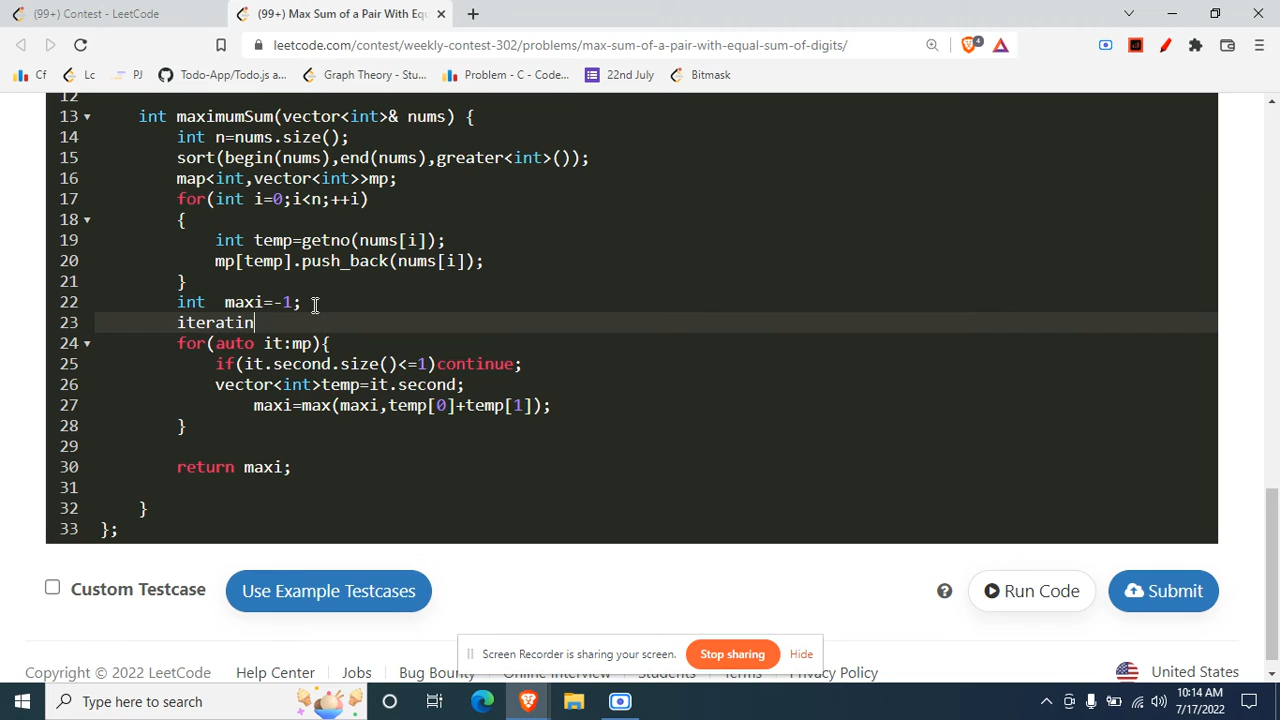 (99+) Contest - LeetCode
(99+) Max Sum of a Pair With Equ
leetcode.com/contest/weekly-contest-302/problems/max-sum-of-a-pair-with-equal-sum-of-digits/
4
Cf Lc PJ Todo-App/Todo.js a... Graph Theory - Stu... Problem - C - Code... 22nd July Bitmask
12
13 int maximumSum(vector<int>& nums) {
14 int n=nums.size();
15 sort(begin(nums),end(nums),greater<int>());
16 map<int,vector<int>>mp;
17 for(int i=0;i<n;++i)
18 {
19 int temp=getno(nums[i]);
20 mp[temp].push_back(nums[i]);
21 }
22 int  maxi=-1;
23 iteratin
24 for(auto it:mp){
25 if(it.second.size()<=1)continue;
26 vector<int>temp=it.second;
27 maxi=max(maxi,temp[0]+temp[1]);
28 }
29
30 return maxi;
31
32 }
33 };
Custom Testcase Use Example Testcases Run Code Submit
Screen Recorder is sharing your screen. Stop sharing Hide
Copyright © 2022 LeetCode Help Center Jobs Bug Bounty Online Interview Students Terms Privacy Policy United States
Type here to search
10:14 AM
7/17/2022